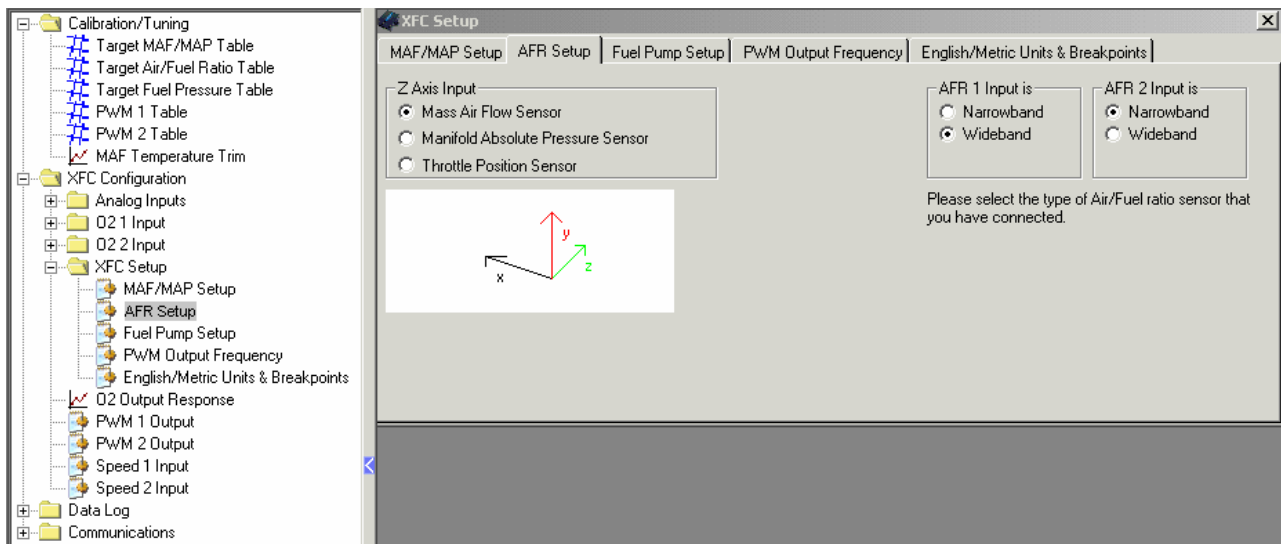 Calibration/Tuning
Target MAF/MAP Table
Target Air/Fuel Ratio Table
Target Fuel Pressure Table
PWM 1 Table
PWM 2 Table
MAF Temperature Trim
XFC Configuration
Analog Inputs
O2 1 Input
O2 2 Input
XFC Setup
MAF/MAP Setup
AFR Setup
Fuel Pump Setup
PWM Output Frequency
English/Metric Units & Breakpoints
O2 Output Response
PWM 1 Output
PWM 2 Output
Speed 1 Input
Speed 2 Input
Data Log
Communications
XFC Setup
MAF/MAP Setup AFR Setup Fuel Pump Setup PWM Output Frequency English/Metric Units & Breakpoints
Z Axis Input
Mass Air Flow Sensor
Manifold Absolute Pressure Sensor
Throttle Position Sensor
y
z
x
AFR 1 Input is
Narrowband
Wideband
AFR 2 Input is
Narrowband
Wideband
Please select the type of Air/Fuel ratio sensor that
you have connected.